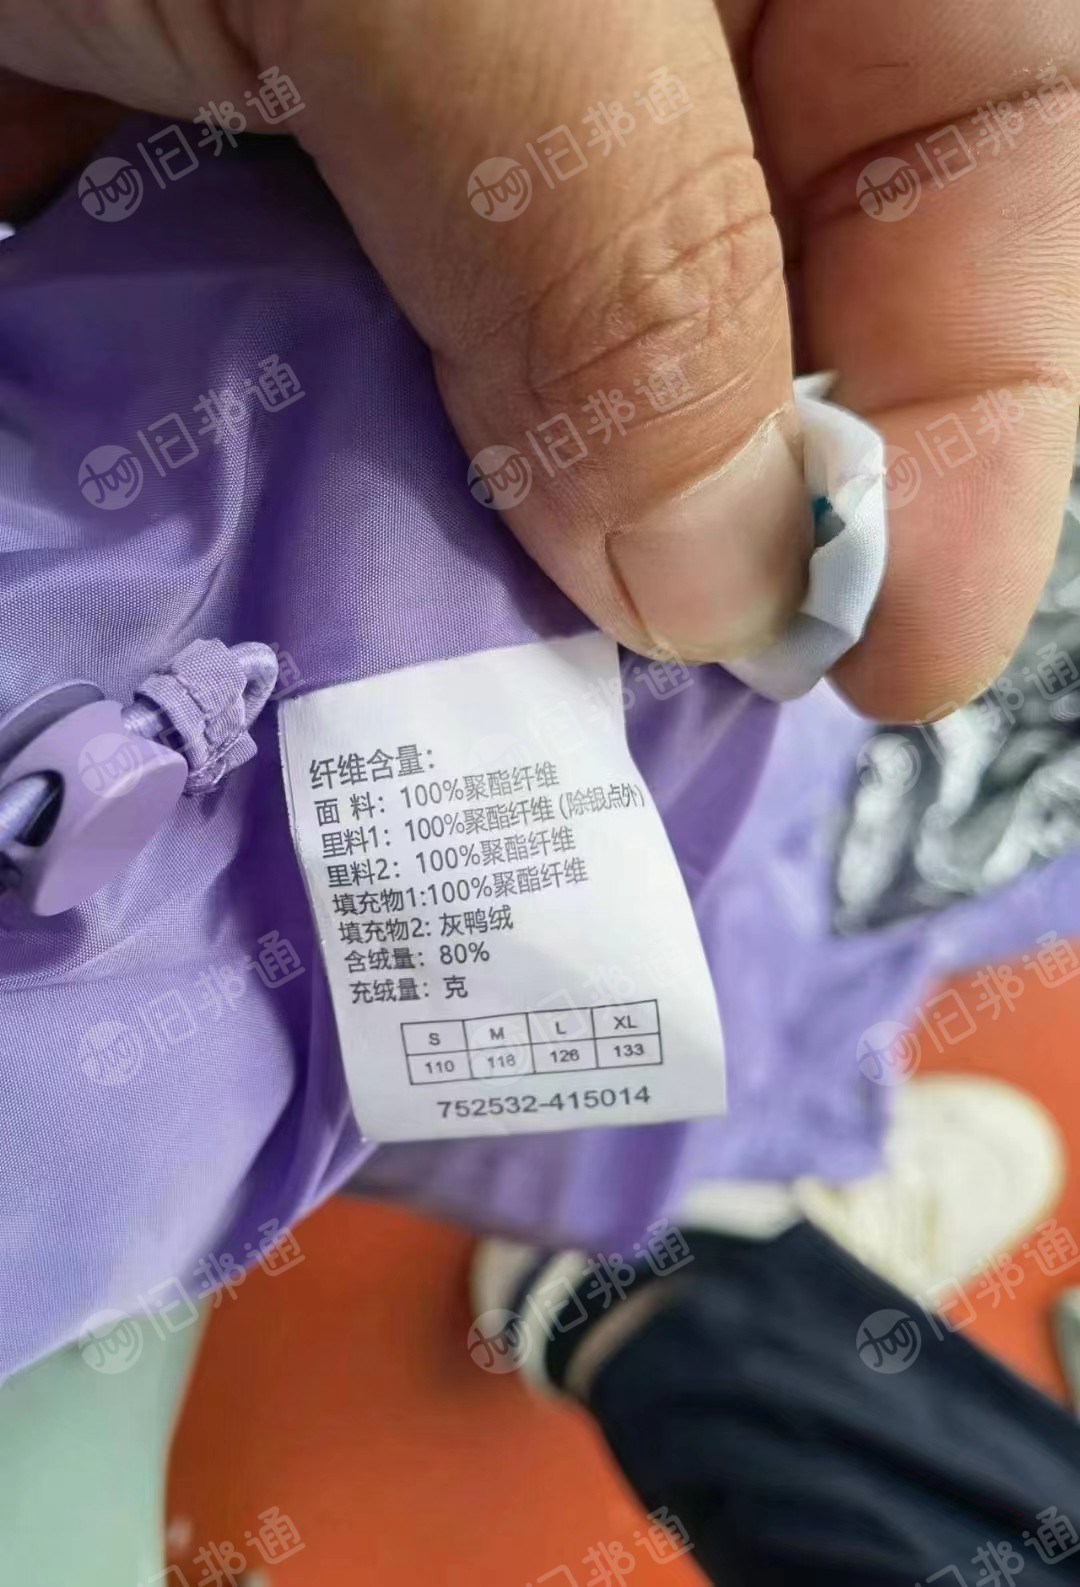 纤维含量：
面 料：100%聚酯纤维
里料1：100%聚酯纤维(除银点外)
里料2：100%聚酯纤维
填充物1:100%聚酯纤维
填充物2: 灰鸭绒
含绒量：80%
充绒量：克
S M L XL
110 118 126 133
752532-415014
旧邦通